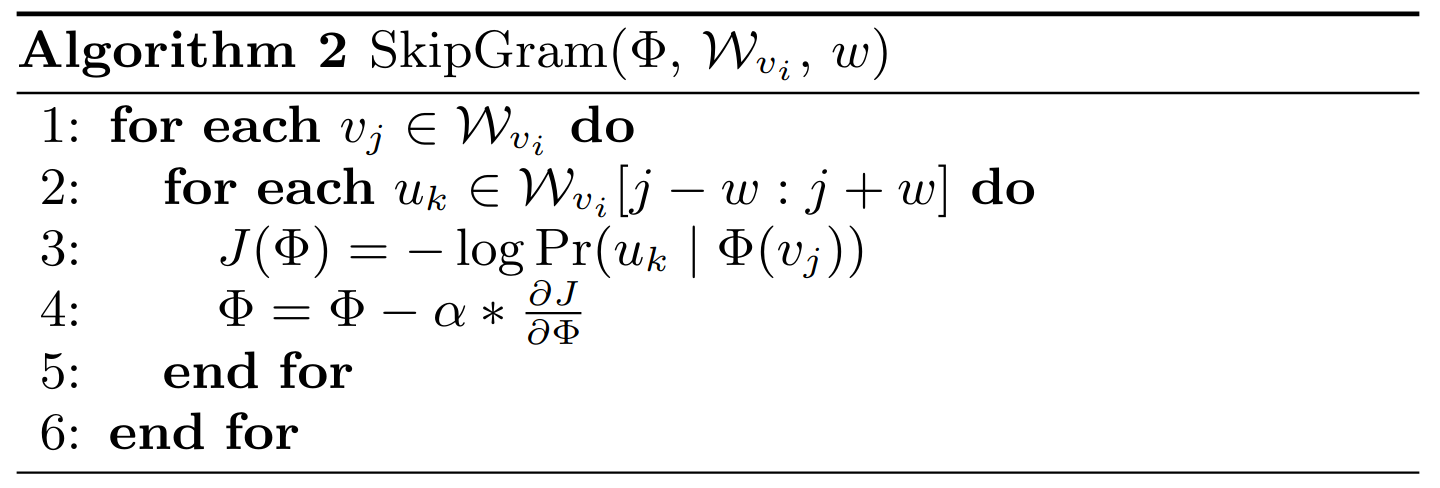 Algorithm 2 SkipGram(Φ, 𝒲_{v_i}, w)
1: for each v_j ∈ 𝒲_{v_i} do
2: for each u_k ∈ 𝒲_{v_i}[j − w : j + w] do
3: J(Φ) = − log Pr(u_k | Φ(v_j))
4: Φ = Φ − α ∗ ∂J/∂Φ
5: end for
6: end for